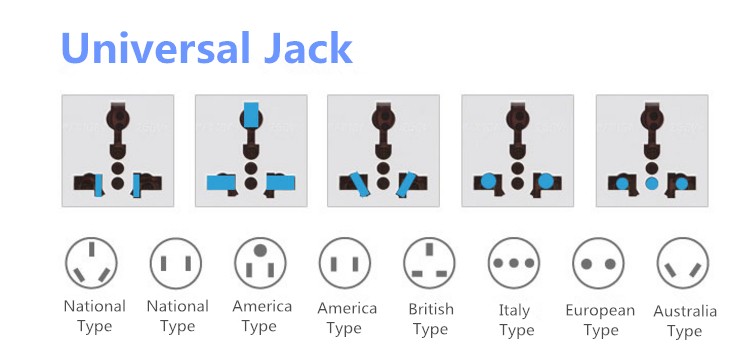 Universal Jack
National Type
National Type
America Type
America Type
British Type
Italy Type
European Type
Australia Type